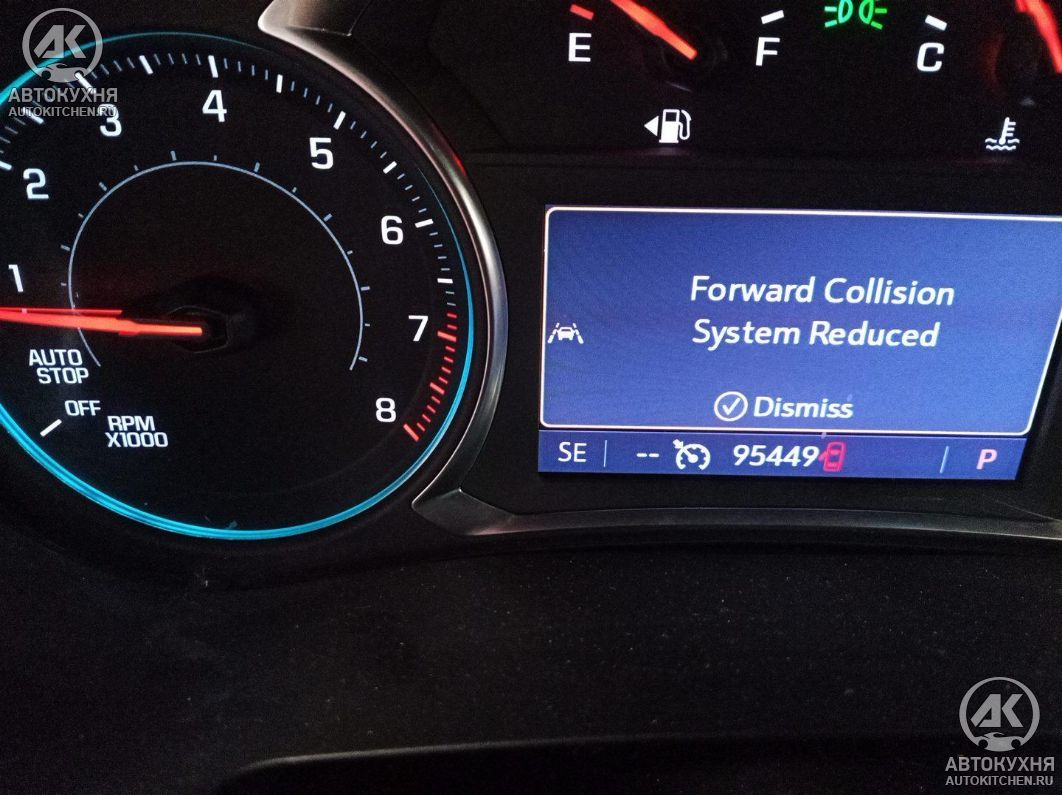 АВТОКУХНЯ
AUTOKITCHEN.RU
1
2
3
4
5
6
7
8
AUTO
STOP
OFF
RPM
X1000
E
F
C
Forward Collision
System Reduced
Dismiss
SE
--
95449
P
АВТОКУХНЯ
AUTOKITCHEN.RU